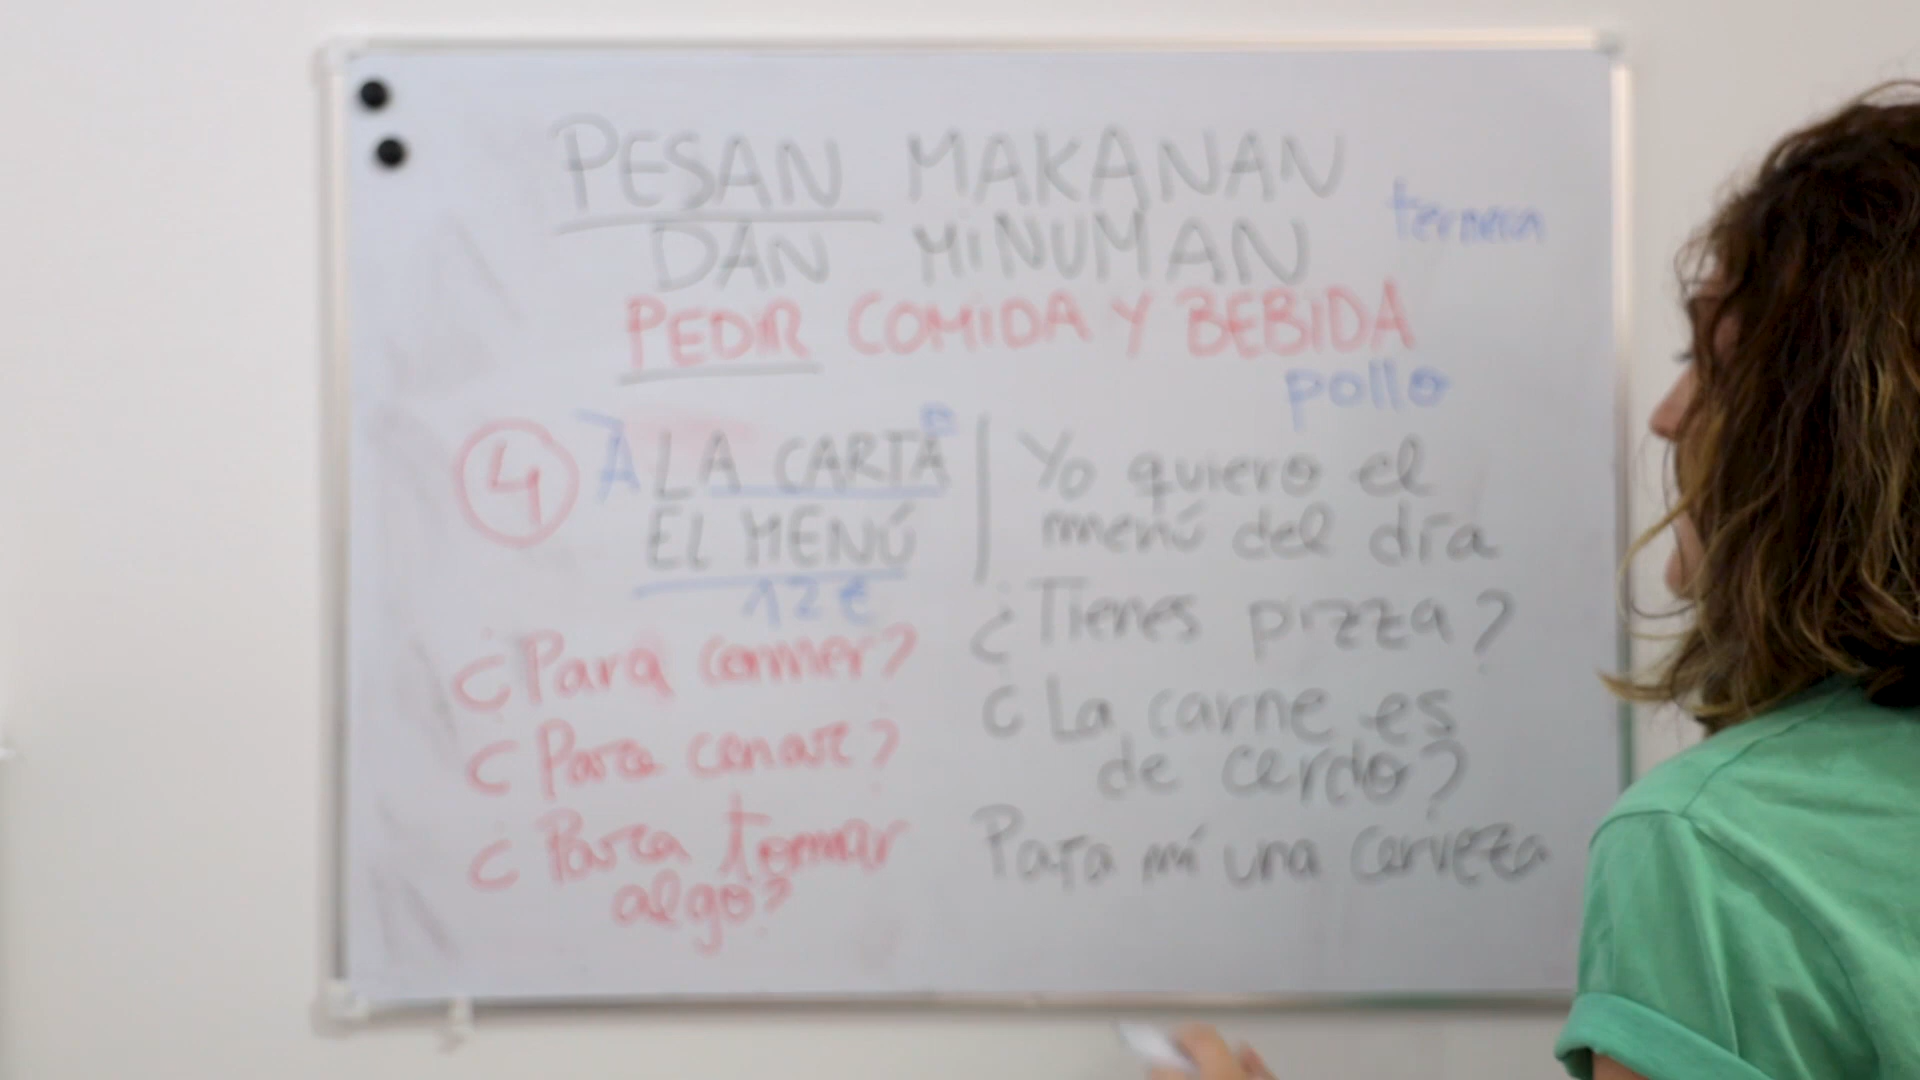 PESAN MAKANAN
ternera
DAN MiNUMAN
PEDIR COMIDA Y BEBIDA
pollo
4
A LA CARTA
EL MENÚ
12€
¿Para comer?
¿Para cenar?
¿Para tomar
algo?
Yo quiero el
menú del día
¿Tienes pizza?
¿La carne es
de cerdo?
Para mí una cerveza